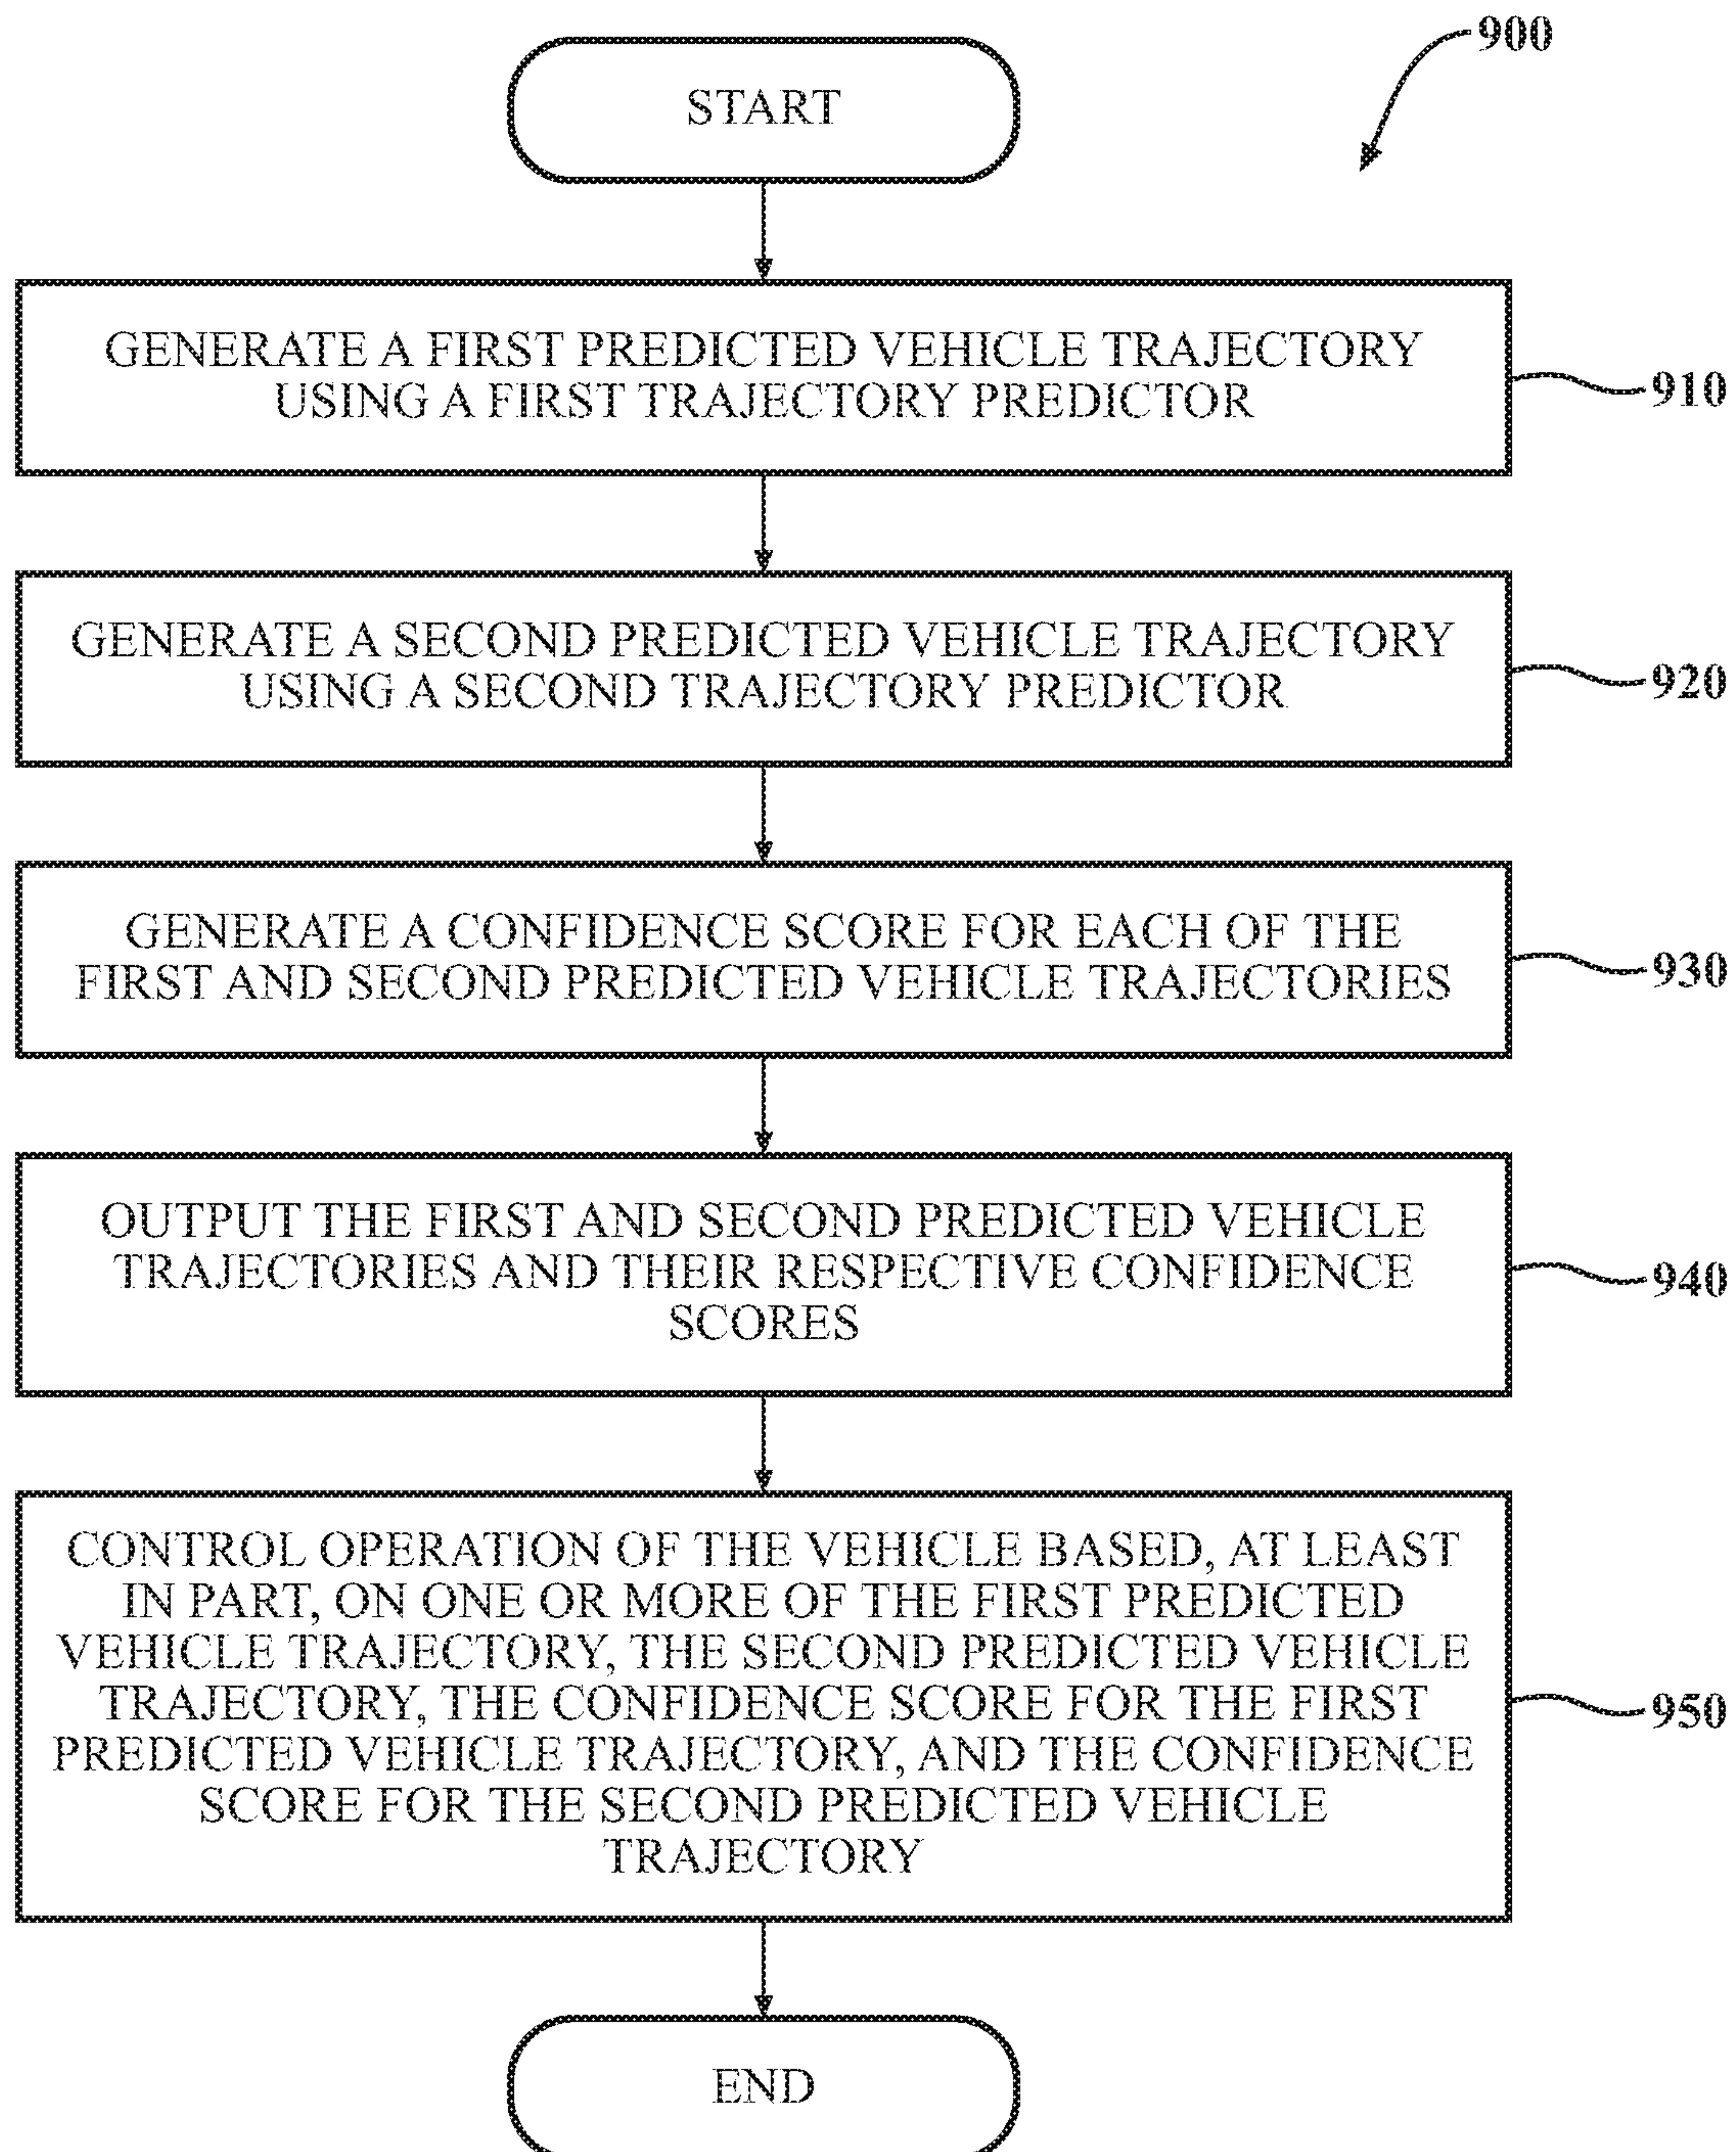 900
START
GENERATE A FIRST PREDICTED VEHICLE TRAJECTORY
USING A FIRST TRAJECTORY PREDICTOR
910
GENERATE A SECOND PREDICTED VEHICLE TRAJECTORY
USING A SECOND TRAJECTORY PREDICTOR
920
GENERATE A CONFIDENCE SCORE FOR EACH OF THE
FIRST AND SECOND PREDICTED VEHICLE TRAJECTORIES
930
OUTPUT THE FIRST AND SECOND PREDICTED VEHICLE
TRAJECTORIES AND THEIR RESPECTIVE CONFIDENCE
SCORES
940
CONTROL OPERATION OF THE VEHICLE BASED, AT LEAST
IN PART, ON ONE OR MORE OF THE FIRST PREDICTED
VEHICLE TRAJECTORY, THE SECOND PREDICTED VEHICLE
TRAJECTORY, THE CONFIDENCE SCORE FOR THE FIRST
PREDICTED VEHICLE TRAJECTORY, AND THE CONFIDENCE
SCORE FOR THE SECOND PREDICTED VEHICLE
TRAJECTORY
950
END